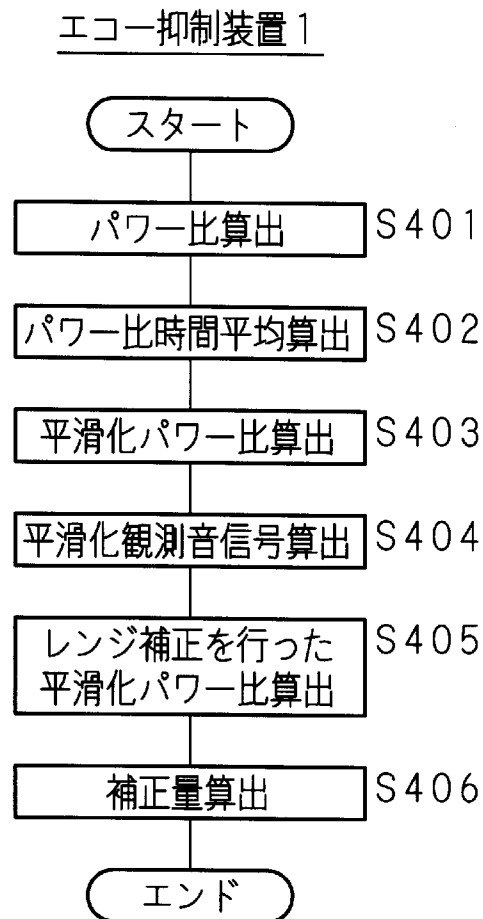 エコー抑制装置1
スタート
パワー比算出 S401
パワー比時間平均算出 S402
平滑化パワー比算出 S403
平滑化観測音信号算出 S404
レンジ補正を行った S405
平滑化パワー比算出
補正量算出 S406
エンド